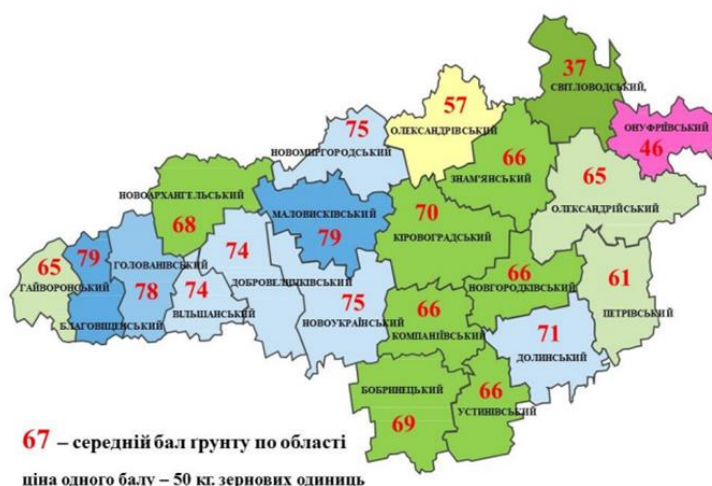 37
СВІТЛОВОДСЬКИЙ,
57
ОЛЕКСАНДРІВСЬКИЙ
75
НОВОМИРГОРОДСЬКИЙ
ОНУФРІЇВСЬКИЙ
46
66
ЗНАМ'ЯНСЬКИЙ
65
ОЛЕКСАНДРІЙСЬКИЙ
НОВОАРХАНГЕЛЬСЬКИЙ
68
МАЛОВИСКІВСЬКИЙ
79
70
КІРОВОГРАДСЬКИЙ
65
ГАЙВОРОНСЬКИЙ
79
БЛАГОВІЩЕНСЬКИЙ
ГОЛОВАНІВСЬКИЙ
78
74
ВІЛЬШАНСЬКИЙ
74
ДОБРОВЕЛИЧКІВСЬКИЙ
75
НОВОУКРАЇНСЬКИЙ
66
НОВГОРОДКІВСЬКИЙ
61
ПЕТРІВСЬКИЙ
66
КОМПАНІЇВСЬКИЙ
71
ДОЛИНСЬКИЙ
БОБРИНЕЦЬКИЙ
69
66
УСТИНІВСЬКИЙ
67 – середній бал ґрунту по області
ціна одного балу – 50 кг. зернових одиниць